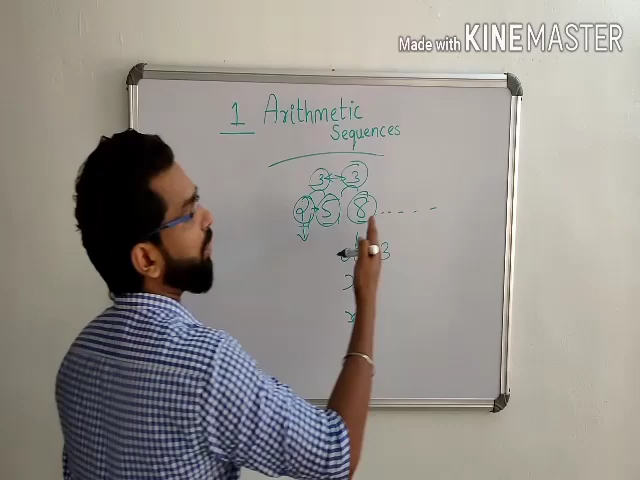 Made with KINEMASTER
1 Arithmetic
Sequences
3 3
2 5 8 - - - - -
3